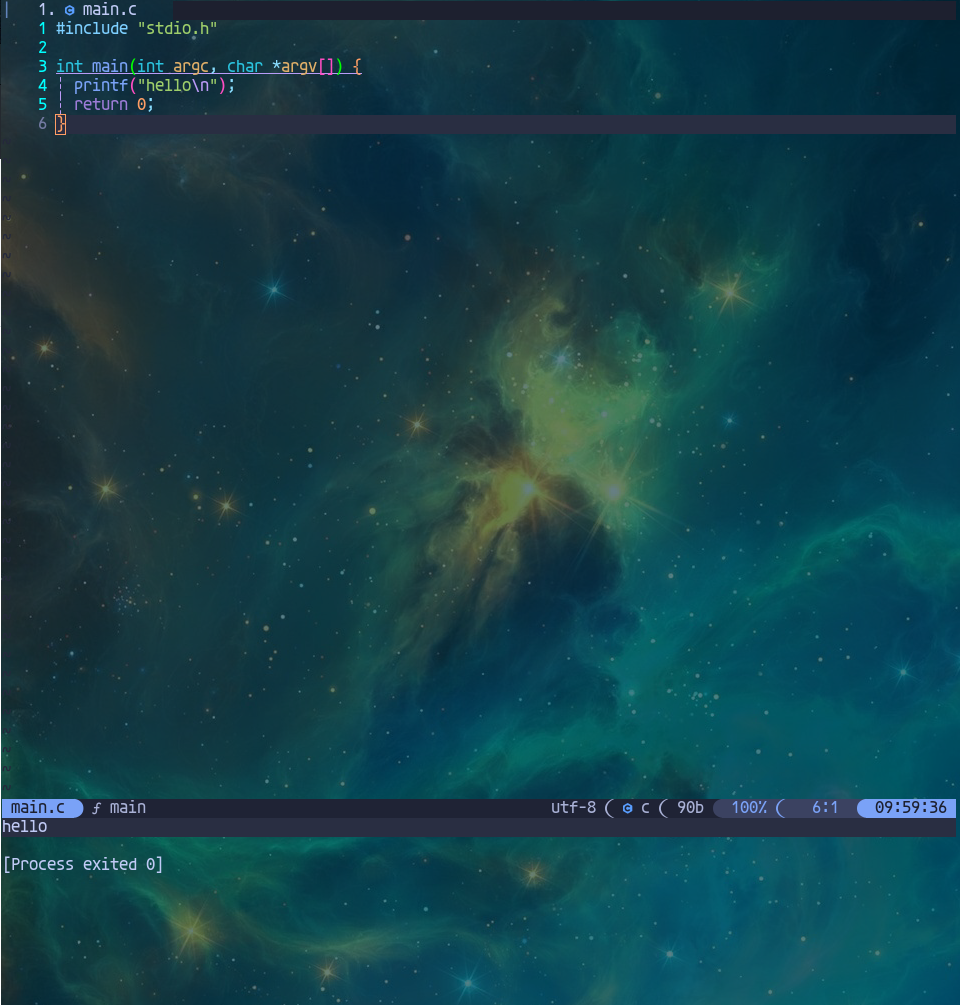 1. main.c
1 #include "stdio.h"
2
3 int main(int argc, char *argv[]) {
4 printf("hello\n");
5 return 0;
6 }
main.c ƒ main utf-8 ( c ( 90b 100% ( 6:1 09:59:36
hello
[Process exited 0]